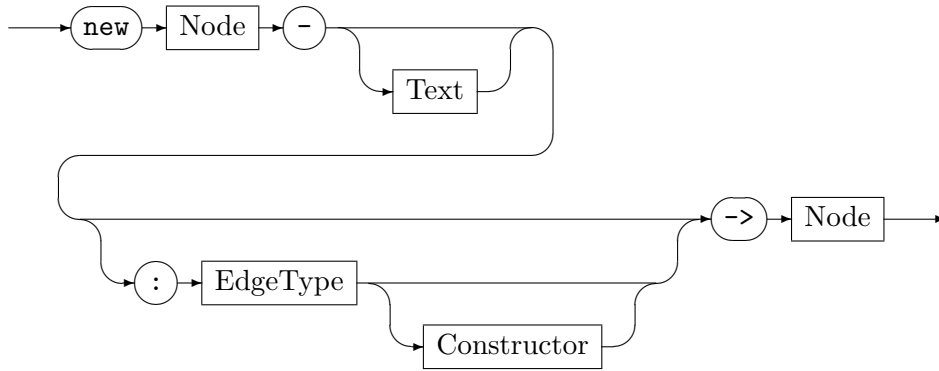 new Node -
Text
-> Node
: EdgeType
Constructor